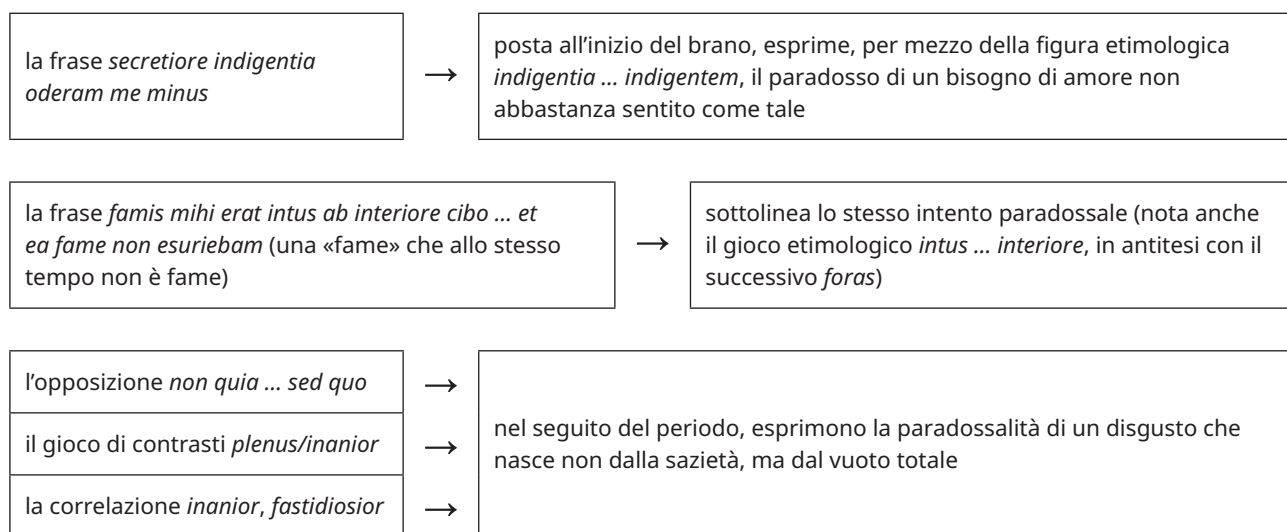 la frase secretiore indigentia
oderam me minus
→
posta all'inizio del brano, esprime, per mezzo della figura etimologica
indigentia ... indigentem, il paradosso di un bisogno di amore non
abbastanza sentito come tale
la frase famis mihi erat intus ab interiore cibo ... et
ea fame non esuriebam (una «fame» che allo stesso
tempo non è fame)
→
sottolinea lo stesso intento paradossale (nota anche
il gioco etimologico intus ... interiore, in antitesi con il
successivo foras)
l'opposizione non quia ... sed quo
→
il gioco di contrasti plenus/inanior
→
la correlazione inanior, fastidiosior
→
nel seguito del periodo, esprimono la paradossalità di un disgusto che
nasce non dalla sazietà, ma dal vuoto totale